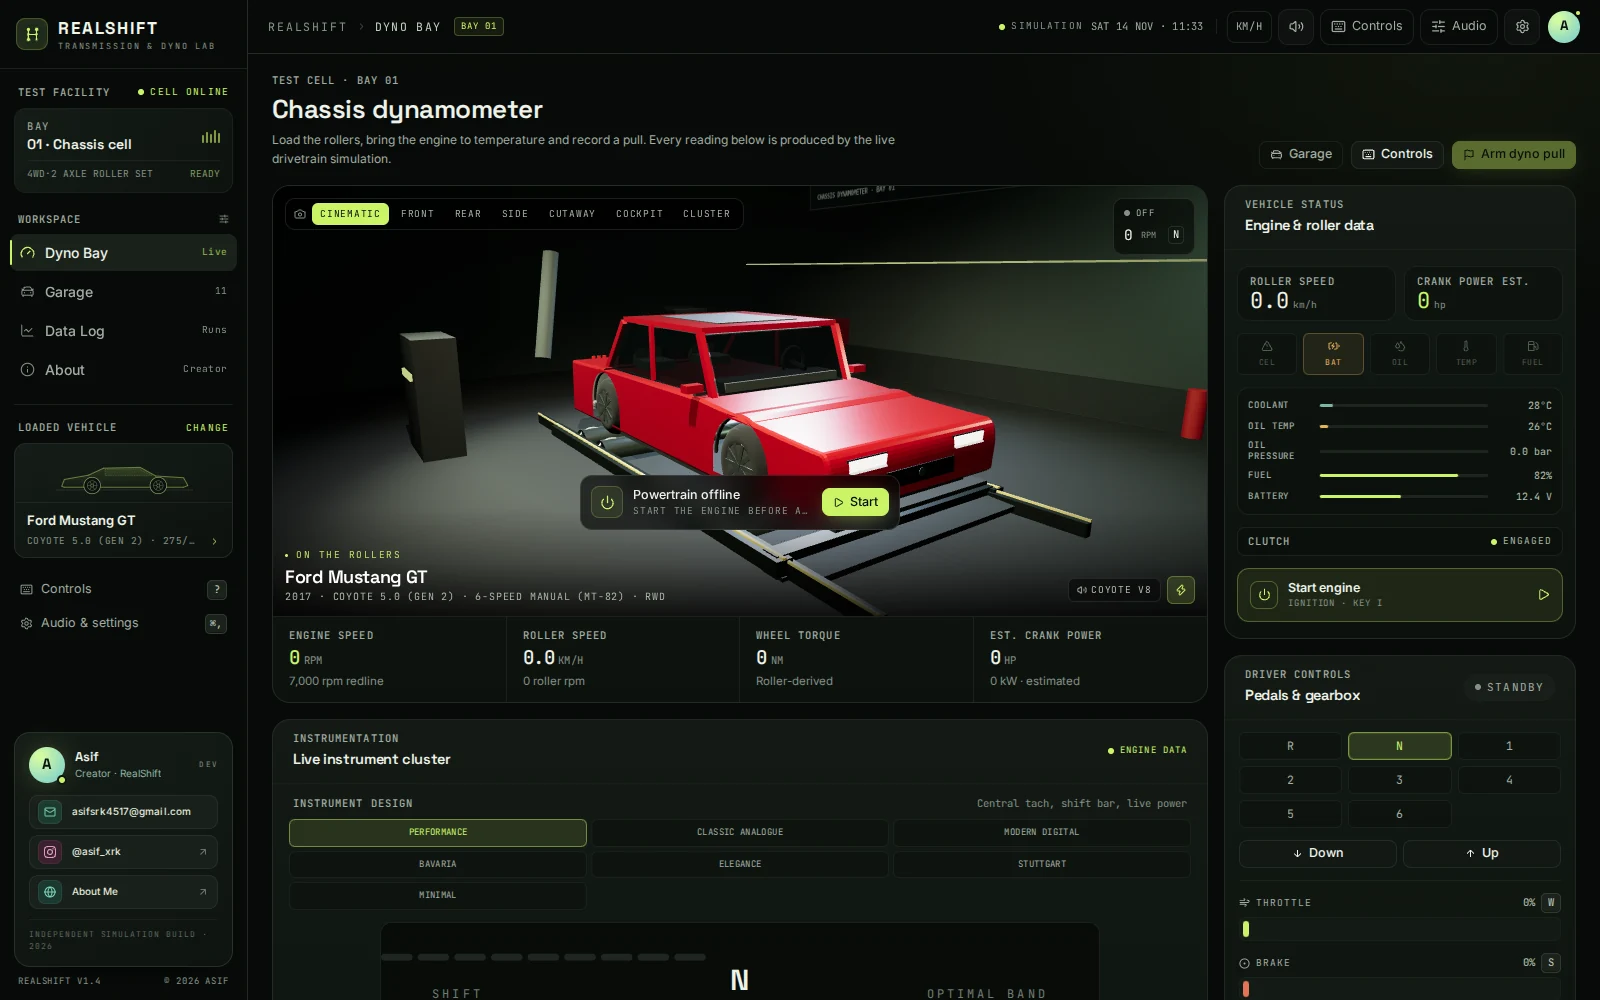 REALSHIFT
TRANSMISSION & DYNO LAB
TEST FACILITY
CELL ONLINE
BAY
01 · Chassis cell
4WD·2 AXLE ROLLER SET
READY
WORKSPACE
Dyno Bay
Live
Garage
11
Data Log
Runs
About
Creator
LOADED VEHICLE
CHANGE
Ford Mustang GT
COYOTE 5.0 (GEN 2) · 275/…
Controls
?
Audio & settings
⌘,
A
Asif
Creator · RealShift
DEV
asifsrk4517@gmail.com
@asif_xrk
About Me
INDEPENDENT SIMULATION BUILD ·
2026
REALSHIFT V1.4
© 2026 ASIF
REALSHIFT
DYNO BAY
BAY 01
SIMULATION
SAT 14 NOV · 11:33
KM/H
Controls
Audio
A
TEST CELL · BAY 01
Chassis dynamometer
Load the rollers, bring the engine to temperature and record a pull. Every reading below is produced by the live
drivetrain simulation.
Garage
Controls
Arm dyno pull
CINEMATIC
FRONT
REAR
SIDE
CUTAWAY
COCKPIT
CLUSTER
CHASSIS DYNAMOMETER · BAY 01
OFF
0 RPM N
Powertrain offline
START THE ENGINE BEFORE A…
Start
ON THE ROLLERS
Ford Mustang GT
2017 · COYOTE 5.0 (GEN 2) · 6-SPEED MANUAL (MT-82) · RWD
COYOTE V8
ENGINE SPEED
0 RPM
7,000 rpm redline
ROLLER SPEED
0.0 KM/H
0 roller rpm
WHEEL TORQUE
0 NM
Roller-derived
EST. CRANK POWER
0 HP
0 kW · estimated
INSTRUMENTATION
Live instrument cluster
ENGINE DATA
INSTRUMENT DESIGN
Central tach, shift bar, live power
PERFORMANCE
CLASSIC ANALOGUE
MODERN DIGITAL
BAVARIA
ELEGANCE
STUTTGART
MINIMAL
N
SHIFT
OPTIMAL BAND
VEHICLE STATUS
Engine & roller data
ROLLER SPEED
0.0 km/h
CRANK POWER EST.
0 hp
CEL
BAT
OIL
TEMP
FUEL
COOLANT
28°C
OIL TEMP
26°C
OIL
PRESSURE
0.0 bar
FUEL
82%
BATTERY
12.4 V
CLUTCH
ENGAGED
Start engine
IGNITION · KEY I
DRIVER CONTROLS
Pedals & gearbox
STANDBY
R
N
1
2
3
4
5
6
Down
Up
THROTTLE
0% W
BRAKE
0% S